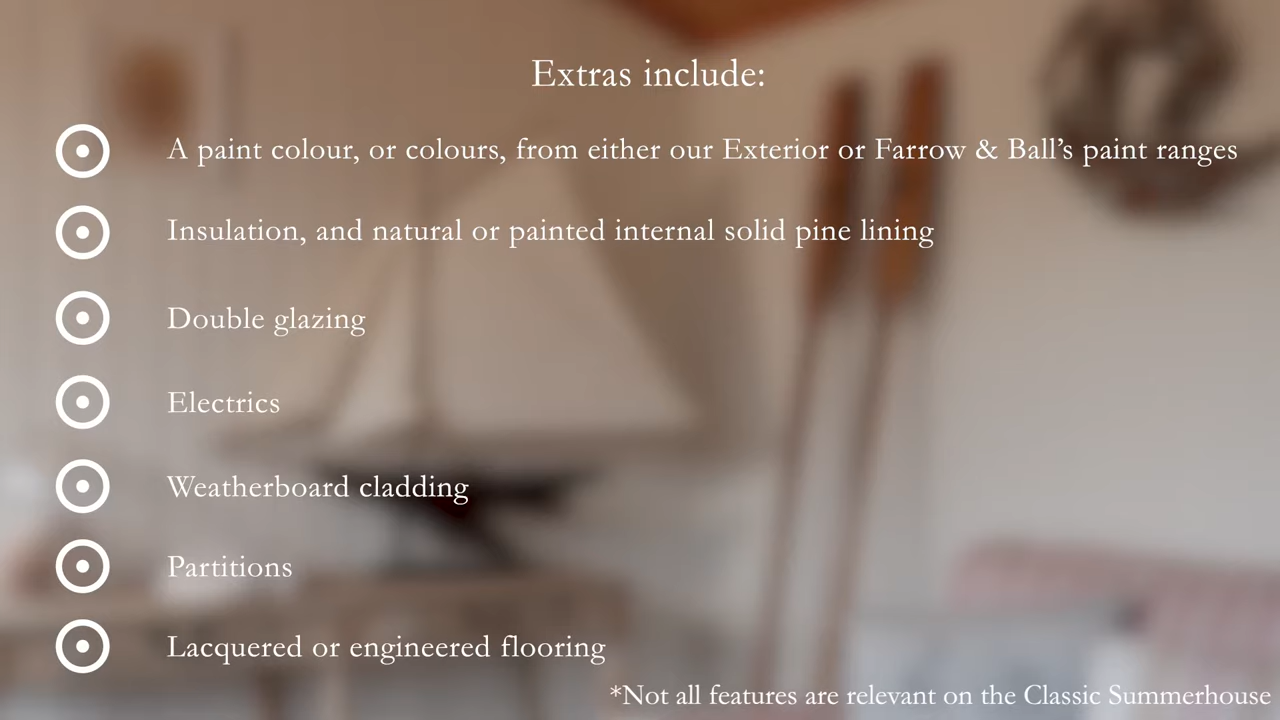 Extras include:
A paint colour, or colours, from either our Exterior or Farrow & Ball’s paint ranges
Insulation, and natural or painted internal solid pine lining
Double glazing
Electrics
Weatherboard cladding
Partitions
Lacquered or engineered flooring
*Not all features are relevant on the Classic Summerhouse